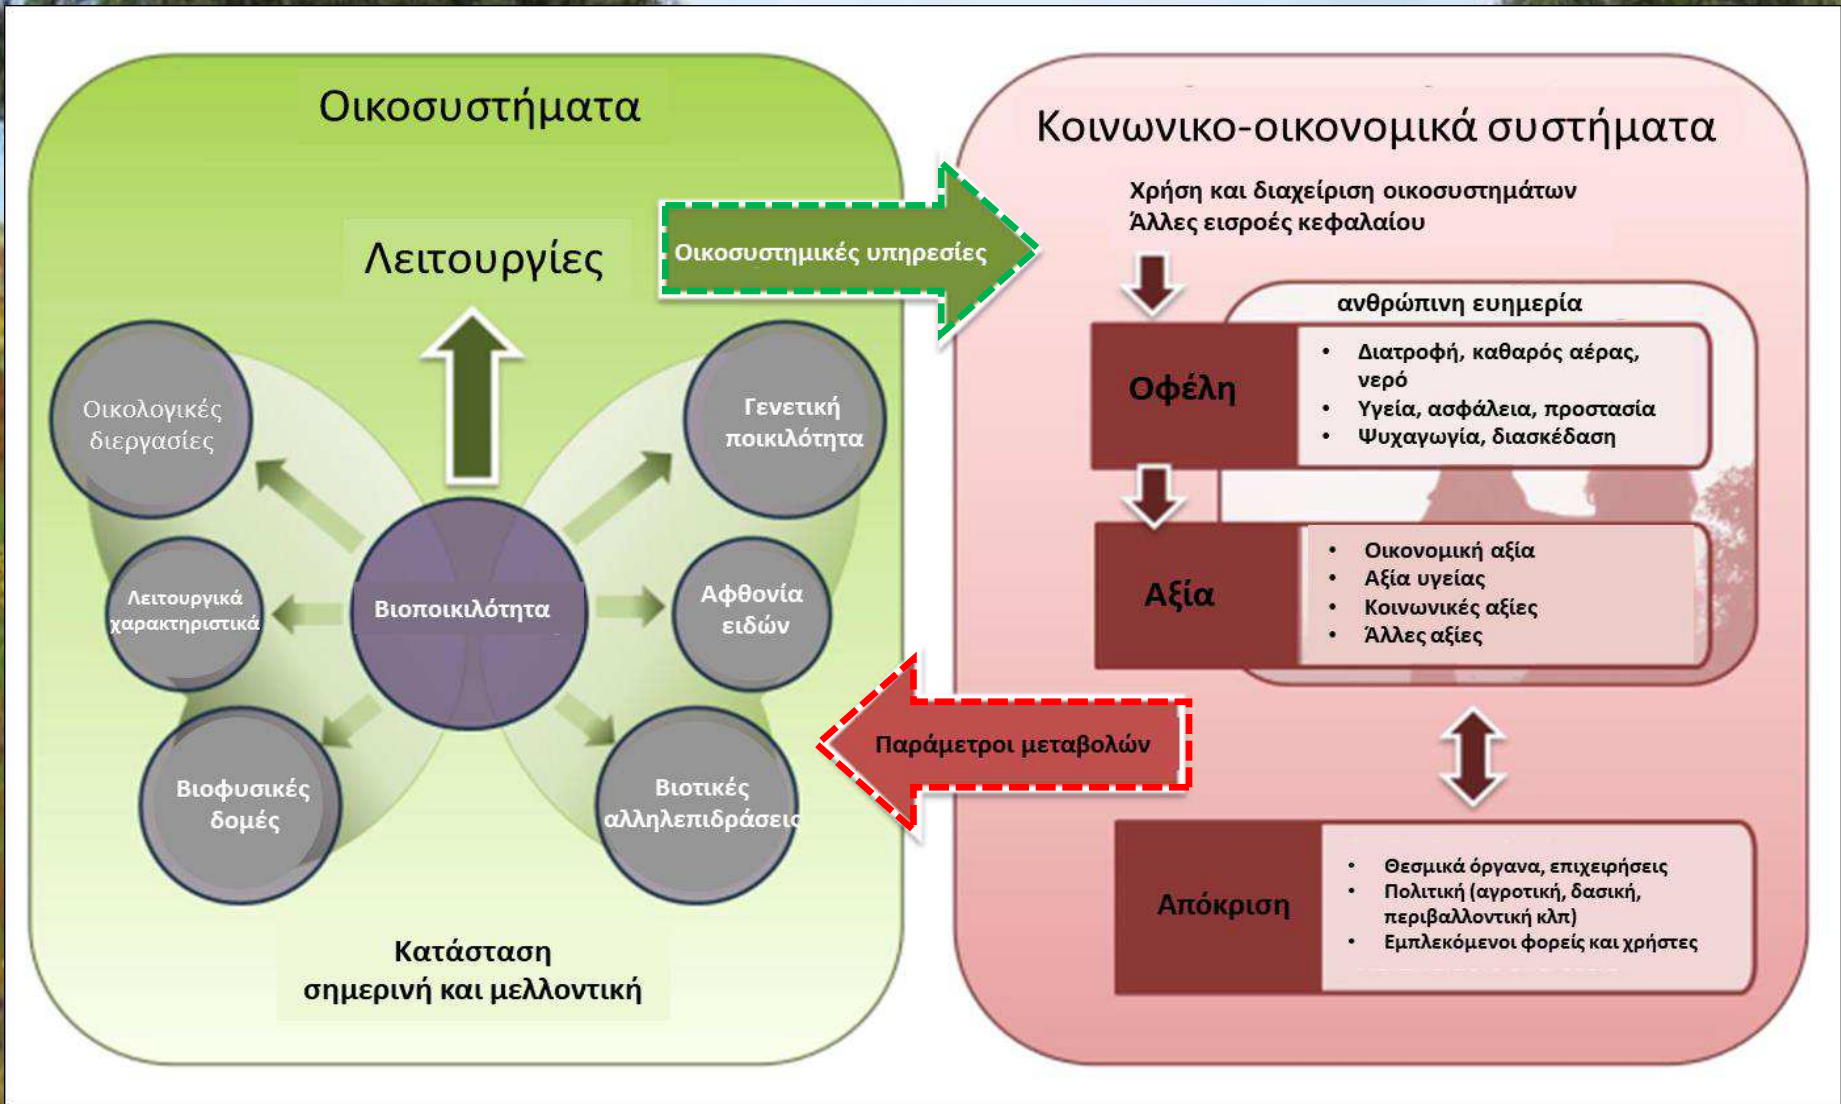 Οικοσυστήματα
Λειτουργίες
Οικοσυστημικές υπηρεσίες
Οικολογικές
διεργασίες
Γενετική
ποικιλότητα
Λειτουργικά
χαρακτηριστικά
Βιοποικιλότητα
Αφθονία
ειδών
Βιοφυσικές
δομές
Βιοτικές
αλληλεπιδράσεις
Κατάσταση
σημερινή και μελλοντική
Κοινωνικο-οικονομικά συστήματα
Χρήση και διαχείριση οικοσυστημάτων
Άλλες εισροές κεφαλαίου
ανθρώπινη ευημερία
Οφέλη
• Διατροφή, καθαρός αέρας,
νερό
• Υγεία, ασφάλεια, προστασία
• Ψυχαγωγία, διασκέδαση
Αξία
• Οικονομική αξία
• Αξία υγείας
• Κοινωνικές αξίες
• Άλλες αξίες
Παράμετροι μεταβολών
Απόκριση
• Θεσμικά όργανα, επιχειρήσεις
• Πολιτική (αγροτική, δασική,
περιβαλλοντική κλπ)
• Εμπλεκόμενοι φορείς και χρήστες